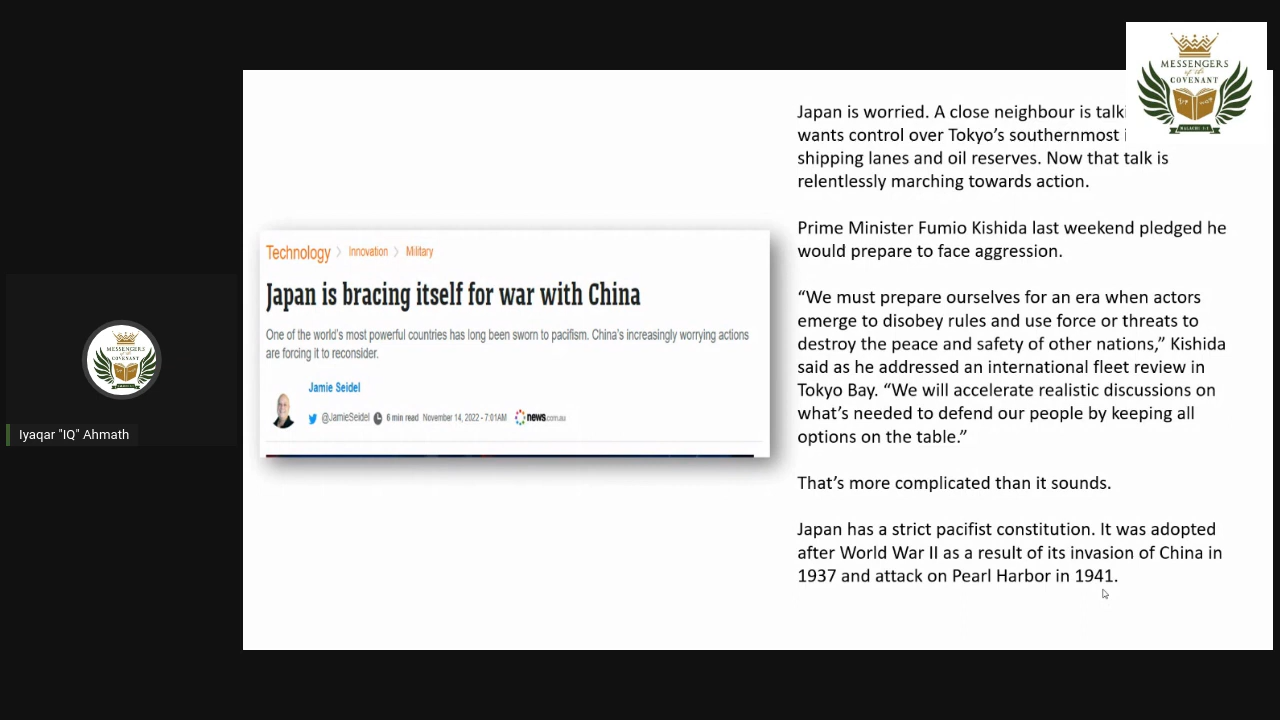 MESSENGERS
of the
COVENANT
MALACHI 3:1
Japan is worried. A close neighbour is talki
wants control over Tokyo's southernmost i
shipping lanes and oil reserves. Now that talk is
relentlessly marching towards action.
Prime Minister Fumio Kishida last weekend pledged he
would prepare to face aggression.
“We must prepare ourselves for an era when actors
emerge to disobey rules and use force or threats to
destroy the peace and safety of other nations,” Kishida
said as he addressed an international fleet review in
Tokyo Bay. “We will accelerate realistic discussions on
what's needed to defend our people by keeping all
options on the table.”
That's more complicated than it sounds.
Japan has a strict pacifist constitution. It was adopted
after World War II as a result of its invasion of China in
1937 and attack on Pearl Harbor in 1941.
Technology > Innovation > Military
Japan is bracing itself for war with China
One of the world's most powerful countries has long been sworn to pacifism. China's increasingly worrying actions
are forcing it to reconsider.
Jamie Seidel
@JamieSeidel 6 min read November 14, 2022 - 7:01AM news.com.au
MESSENGERS
of the
COVENANT
Iyaqar "IQ" Ahmath